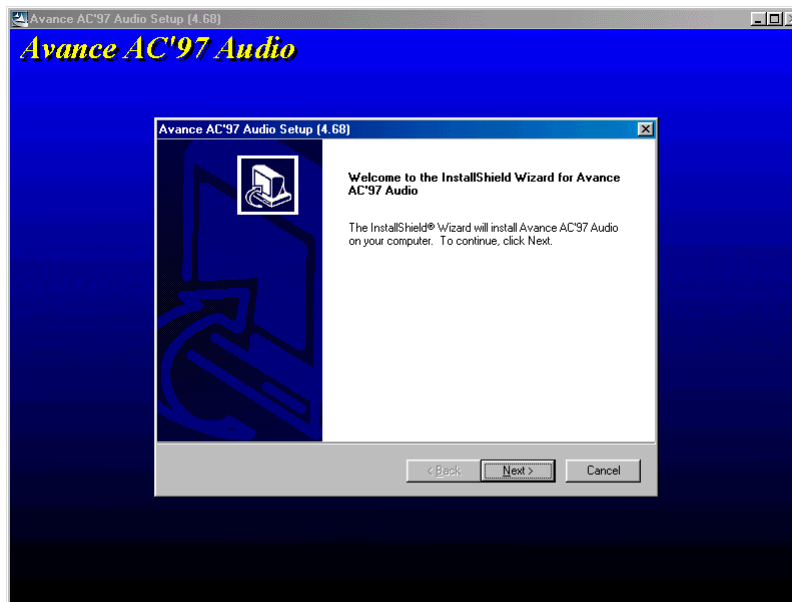 Avance AC'97 Audio Setup (4.68)
Avance AC'97 Audio
Avance AC'97 Audio Setup (4.68)
Welcome to the InstallShield Wizard for Avance
AC'97 Audio
The InstallShield® Wizard will install Avance AC'97 Audio
on your computer. To continue, click Next.
< Back Next > Cancel